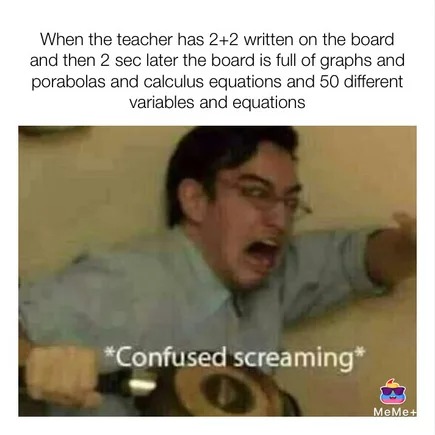 When the teacher has 2+2 written on the board
and then 2 sec later the board is full of graphs and
porabolas and calculus equations and 50 different
variables and equations
*Confused screaming*
MeMe+